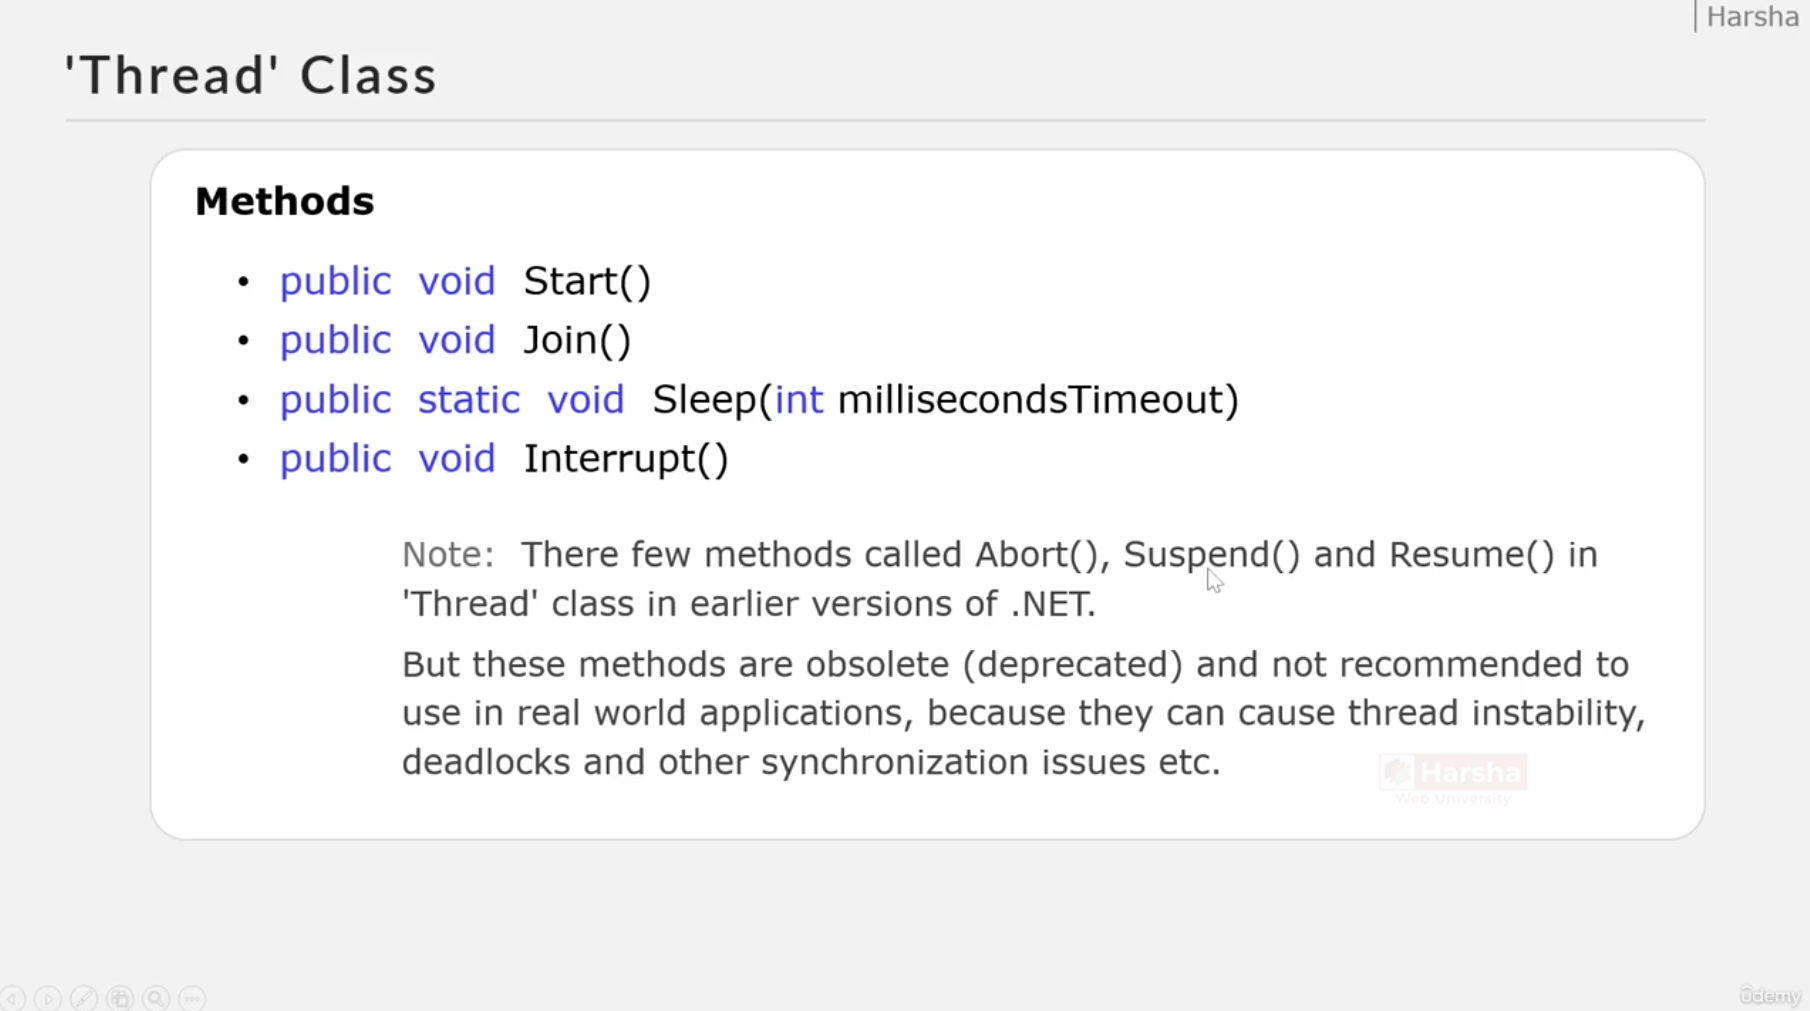 Harsha
'Thread' Class
Methods
• public void Start()
• public void Join()
• public static void Sleep(int millisecondsTimeout)
• public void Interrupt()
Note: There few methods called Abort(), Suspend() and Resume() in
'Thread' class in earlier versions of .NET.
But these methods are obsolete (deprecated) and not recommended to
use in real world applications, because they can cause thread instability,
deadlocks and other synchronization issues etc.
Harsha
Web University
ûdemy